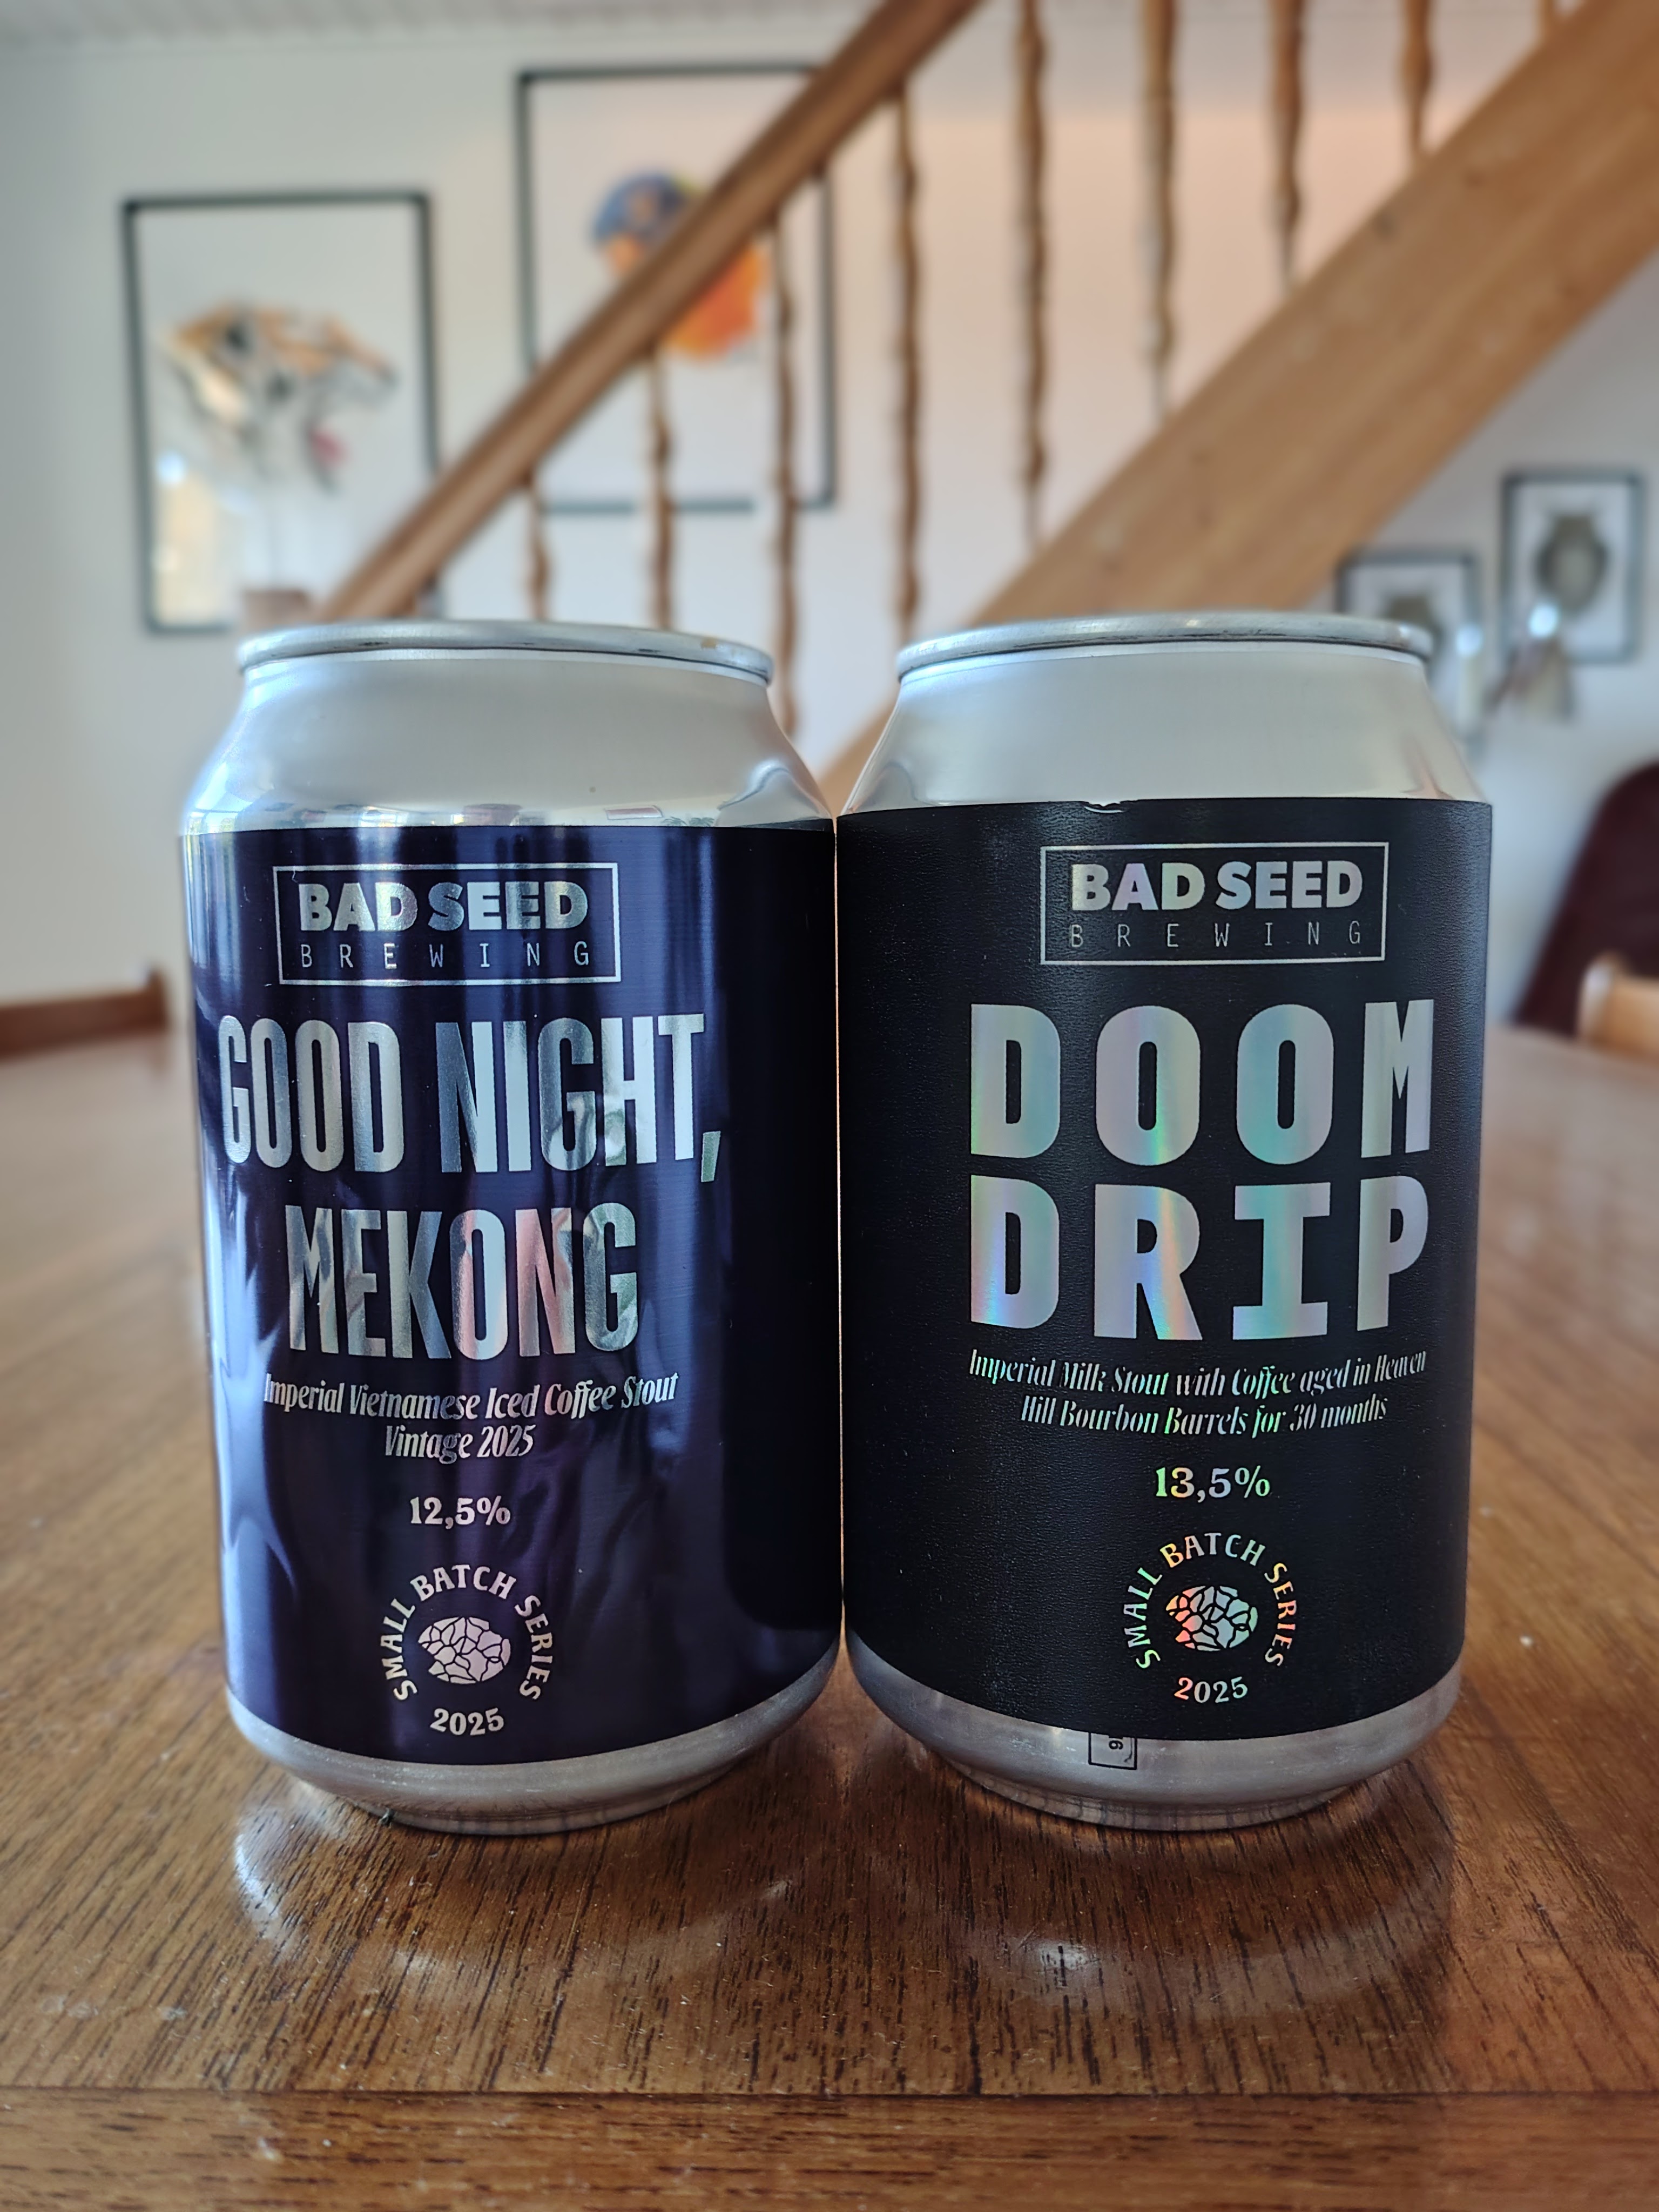 BAD SEED
BREWING
GOOD NIGHT,
MEKONG
Imperial Vietnamese Iced Coffee Stout
Vintage 2025
12,5%
SMALL BATCH SERIES
2025
BAD SEED
BREWING
DOOM
DRIP
Imperial Milk Stout with Coffee aged in Heaven
Hill Bourbon Barrels for 30 months
13,5%
SMALL BATCH SERIES
2025